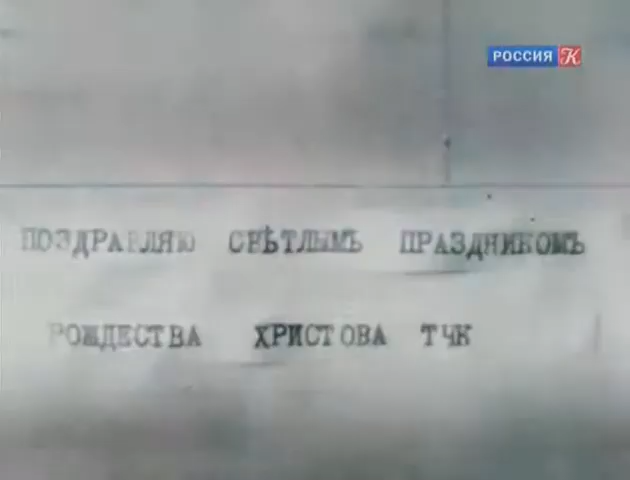 РОССИЯ К
ПОЗДРАВЛЯЮ СВѢТЛЫМЪ ПРАЗДНИКОМЪ
РОЖДЕСТВА ХРИСТОВА ТЧК